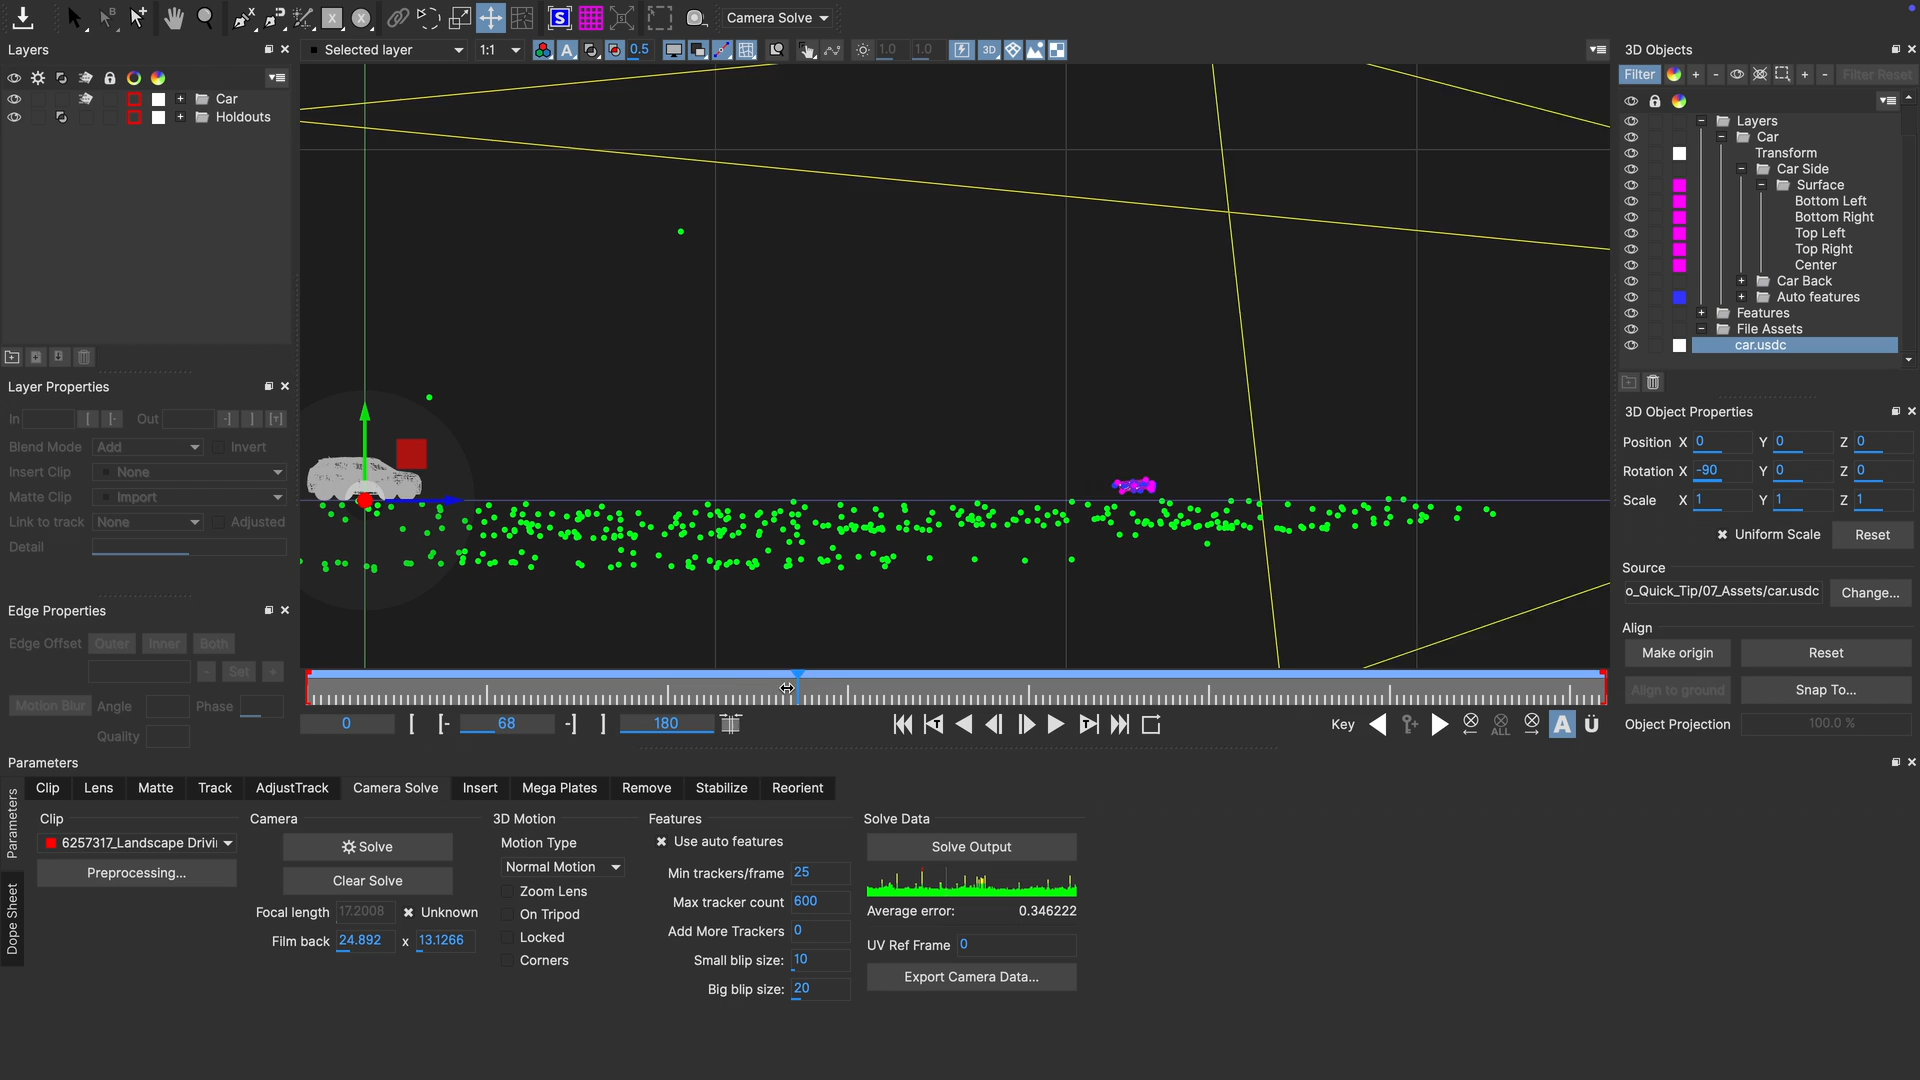 Camera Solve
Layers
Selected layer
1:1
A
0.5
1.0
1.0
3D
3D Objects
Filter
Filter Reset
Car
Holdouts
Layers
Car
Transform
Car Side
Surface
Bottom Left
Bottom Right
Top Left
Top Right
Center
Car Back
Auto features
Features
File Assets
car.usdc
Layer Properties
In
Out
Blend Mode
Add
Invert
Insert Clip
None
Matte Clip
Import
Link to track
None
Adjusted
Detail
Edge Properties
Edge Offset
Outer
Inner
Both
Set
Motion Blur
Angle
Phase
Quality
3D Object Properties
Position X 0 Y 0 Z 0
Rotation X -90 Y 0 Z 0
Scale X 1 Y 1 Z 1
Uniform Scale
Reset
Source
o_Quick_Tip/07_Assets/car.usdc
Change...
Align
Make origin
Reset
Align to ground
Snap To...
Object Projection
100.0 %
0
68
180
Key
ALL
A
Ü
Parameters
Parameters
Dope Sheet
Clip
Lens
Matte
Track
AdjustTrack
Camera Solve
Insert
Mega Plates
Remove
Stabilize
Reorient
Clip
6257317_Landscape Drivin
Preprocessing...
Camera
Solve
Clear Solve
Focal length 17.2008 Unknown
Film back 24.892 x 13.1266
3D Motion
Motion Type
Normal Motion
Zoom Lens
On Tripod
Locked
Corners
Features
Use auto features
Min trackers/frame 25
Max tracker count 600
Add More Trackers 0
Small blip size: 10
Big blip size: 20
Solve Data
Solve Output
Average error: 0.346222
UV Ref Frame 0
Export Camera Data...